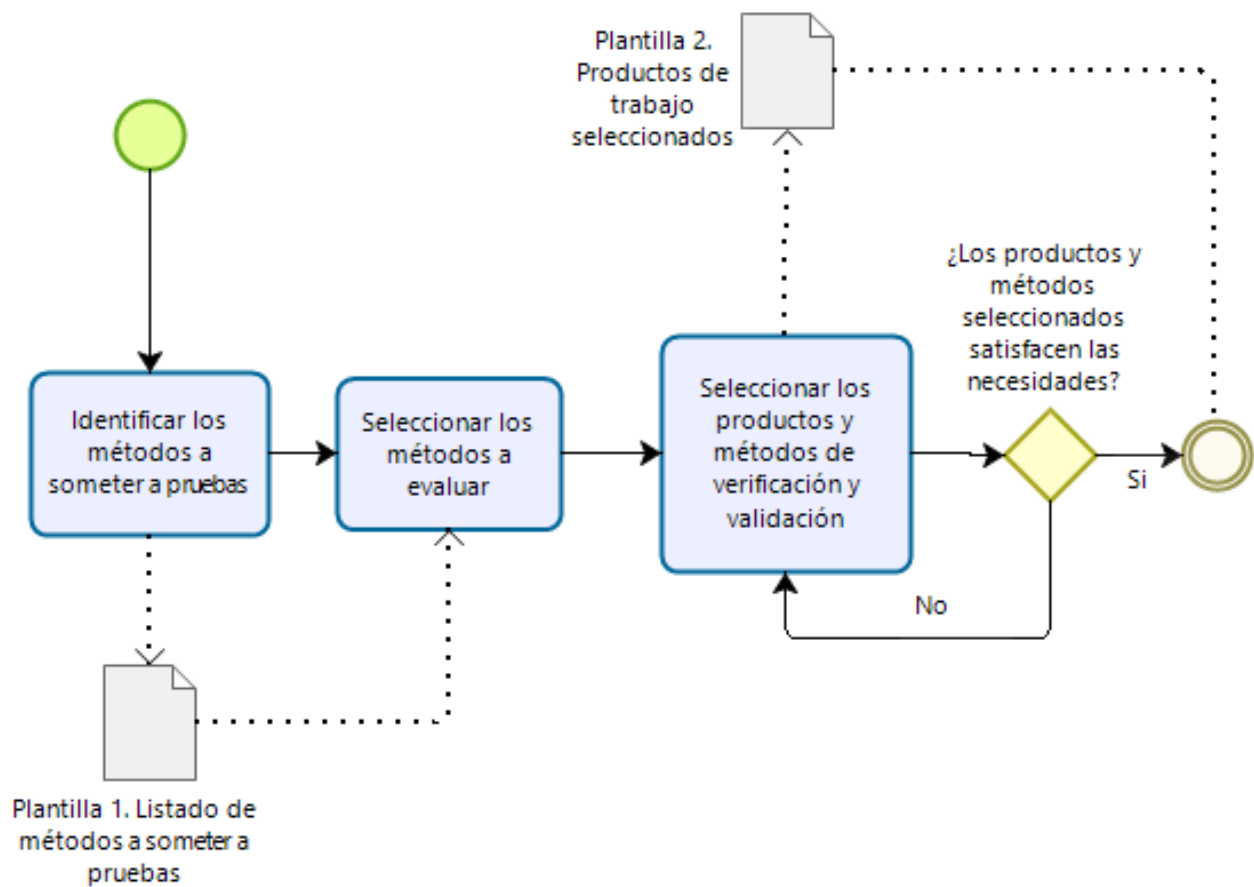 Plantilla 2.
Productos de
trabajo
seleccionados
¿Los productos y
métodos
seleccionados
satisfacen las
necesidades?
Identificar los
métodos a
someter a pruebas
Seleccionar los
métodos a
evaluar
Seleccionar los
productos y
métodos de
verificación y
validación
Si
No
Plantilla 1. Listado de
métodos a someter a
pruebas